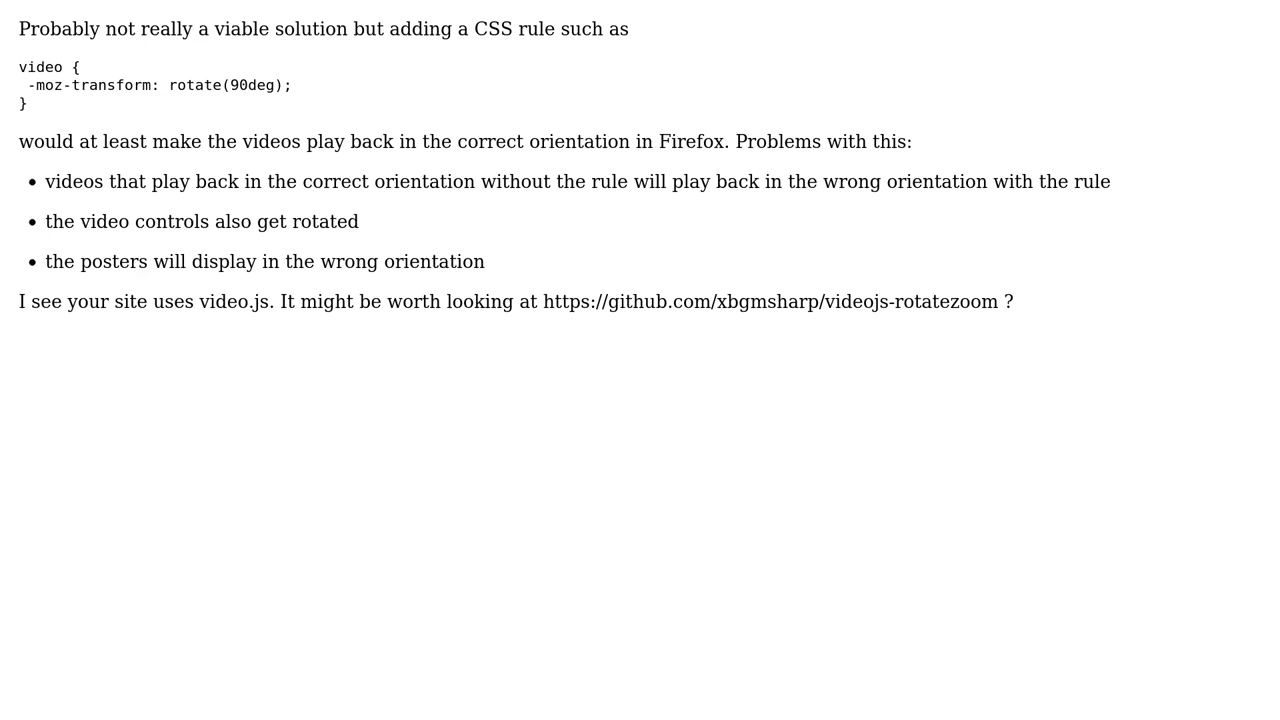 Probably not really a viable solution but adding a CSS rule such as
video {
 -moz-transform: rotate(90deg);
}
would at least make the videos play back in the correct orientation in Firefox. Problems with this:
• videos that play back in the correct orientation without the rule will play back in the wrong orientation with the rule
• the video controls also get rotated
• the posters will display in the wrong orientation
I see your site uses video.js. It might be worth looking at https://github.com/xbgmsharp/videojs-rotatezoom ?